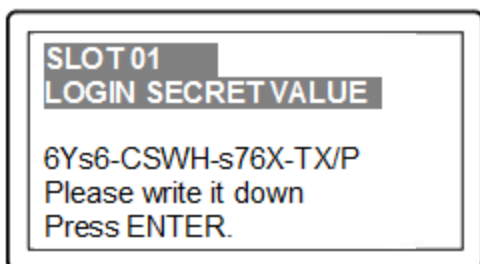 SLOT 01
LOGIN SECRET VALUE
6Ys6-CSWH-s76X-TX/P
Please write it down
Press ENTER.